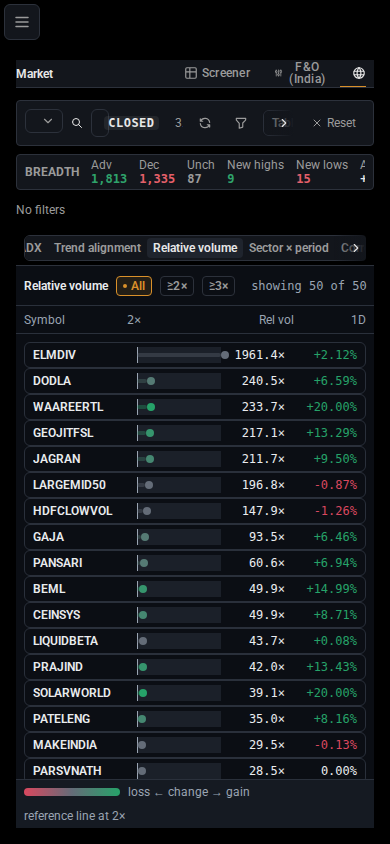 Market Screener F&O (India)
CLOSED 3 Reset
BREADTH Adv 1,813 Dec 1,335 Unch 87 New highs 9 New lows 15
No filters
DX Trend alignment Relative volume Sector × period
Relative volume • All ≥2× ≥3× showing 50 of 50
Symbol 2× Rel vol 1D
ELMDIV 1961.4× +2.12%
DODLA 240.5× +6.59%
WAAREERTL 233.7× +20.00%
GEOJITFSL 217.1× +13.29%
JAGRAN 211.7× +9.50%
LARGEMID50 196.8× -0.87%
HDFCLOWVOL 147.9× -1.26%
GAJA 93.5× +6.46%
PANSARI 60.6× +6.94%
BEML 49.9× +14.99%
CEINSYS 49.9× +8.71%
LIQUIDBETA 43.7× +0.08%
PRAJIND 42.0× +13.43%
SOLARWORLD 39.1× +20.00%
PATELENG 35.0× +8.16%
MAKEINDIA 29.5× -0.13%
PARSVNATH 28.5× 0.00%
loss ← change → gain
reference line at 2×